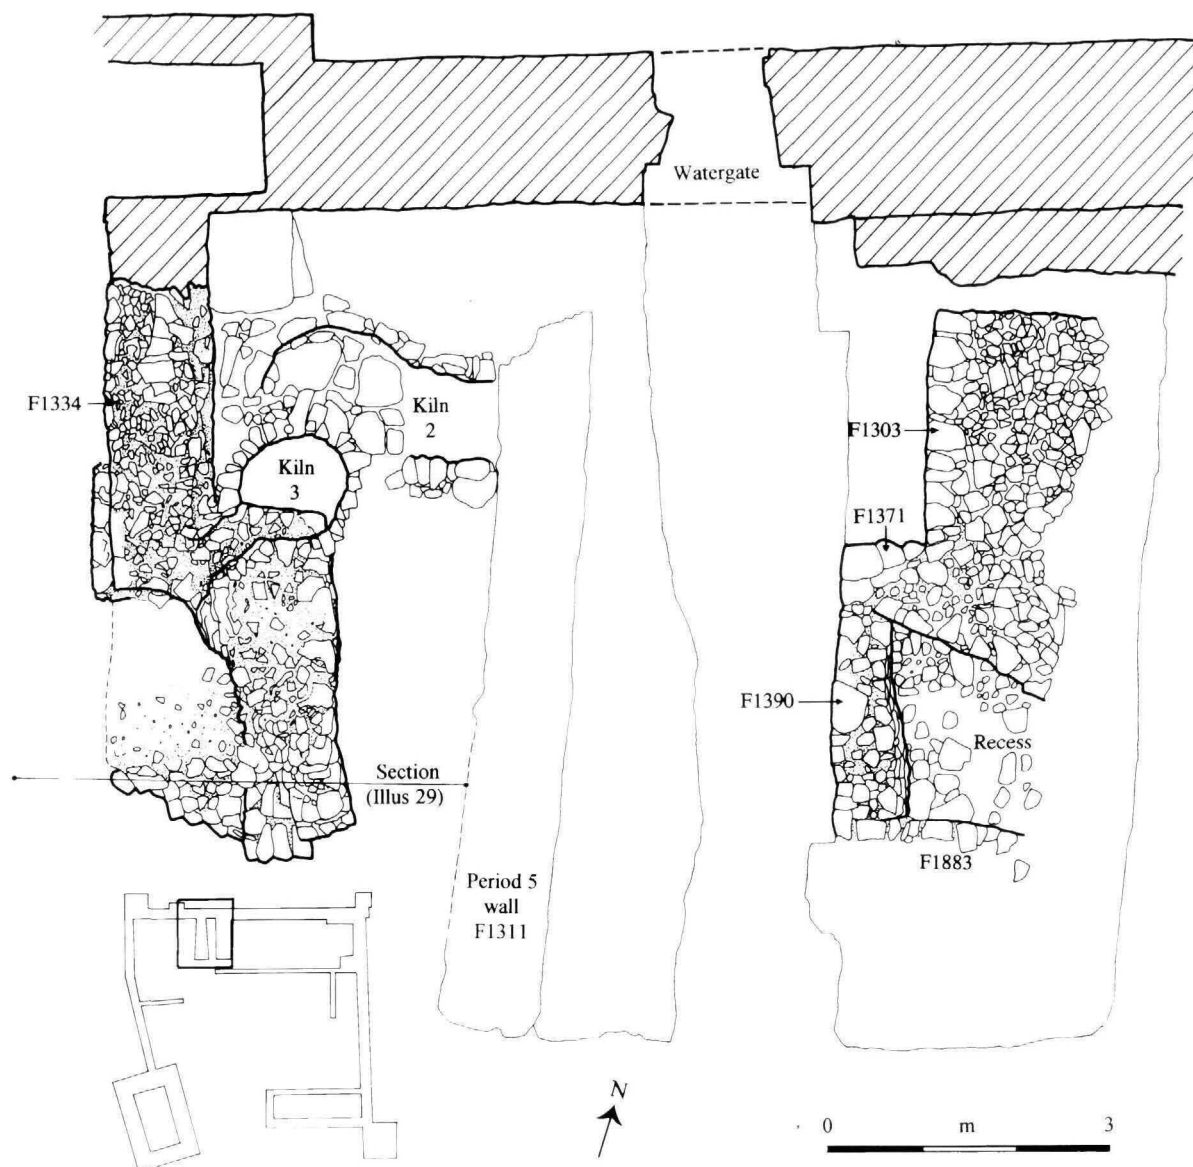 Watergate
F1334
Kiln
2
F1303
Kiln
3
F1371
F1390
Recess
Section
(Illus 29)
F1883
Period 5
wall
F1311
N
0 m 3